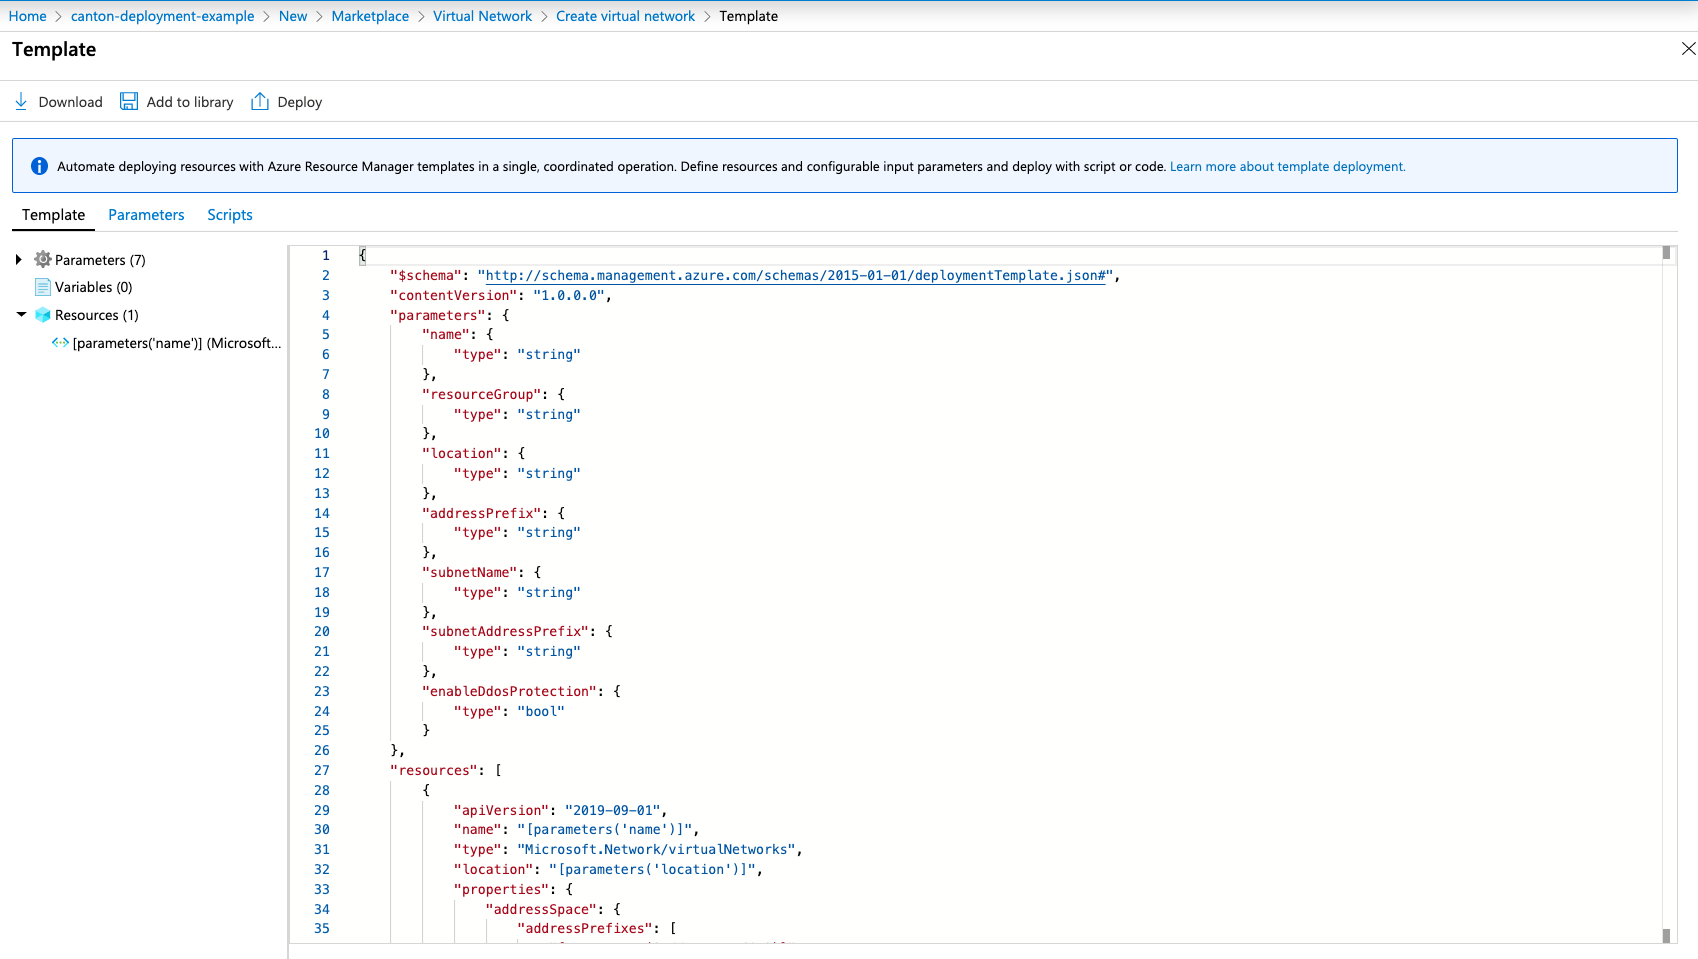 Home > canton-deployment-example > New > Marketplace > Virtual Network > Create virtual network > Template
Template
Download Add to library Deploy
Automate deploying resources with Azure Resource Manager templates in a single, coordinated operation. Define resources and configurable input parameters and deploy with script or code. Learn more about template deployment.
Template Parameters Scripts
Parameters (7)
Variables (0)
Resources (1)
[parameters('name')] (Microsoft...
1 {
2 "$schema": "http://schema.management.azure.com/schemas/2015-01-01/deploymentTemplate.json#",
3 "contentVersion": "1.0.0.0",
4 "parameters": {
5 "name": {
6 "type": "string"
7 },
8 "resourceGroup": {
9 "type": "string"
10 },
11 "location": {
12 "type": "string"
13 },
14 "addressPrefix": {
15 "type": "string"
16 },
17 "subnetName": {
18 "type": "string"
19 },
20 "subnetAddressPrefix": {
21 "type": "string"
22 },
23 "enableDdosProtection": {
24 "type": "bool"
25 }
26 },
27 "resources": [
28 {
29 "apiVersion": "2019-09-01",
30 "name": "[parameters('name')]",
31 "type": "Microsoft.Network/virtualNetworks",
32 "location": "[parameters('location')]",
33 "properties": {
34 "addressSpace": {
35 "addressPrefixes": [